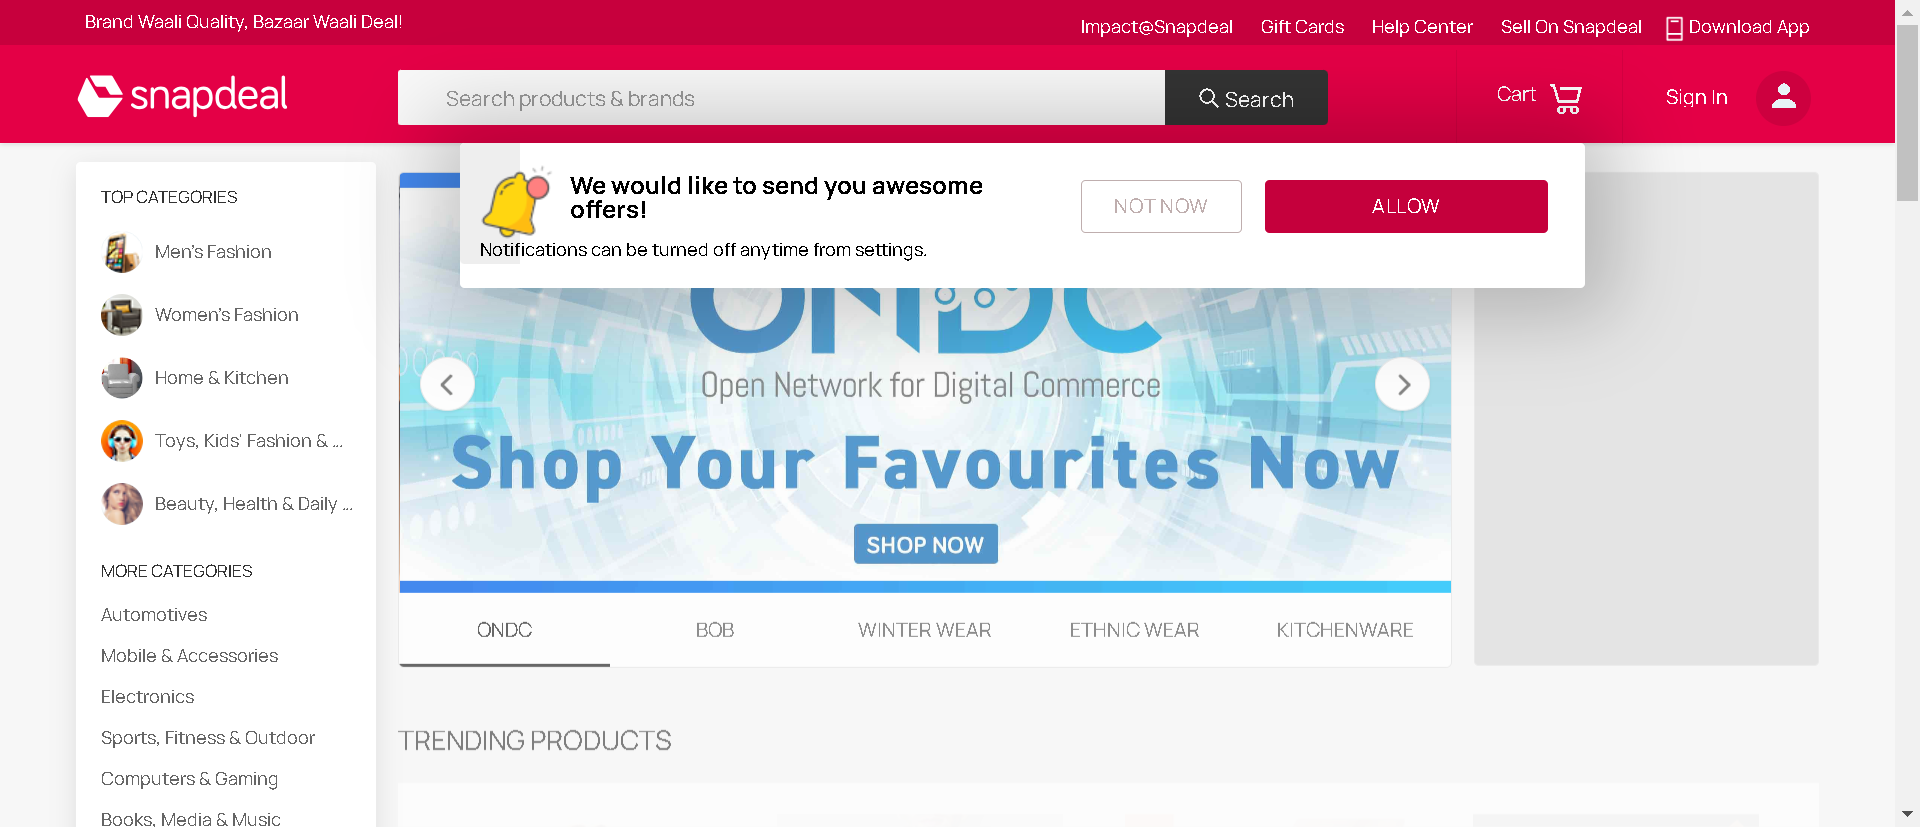 Brand Waali Quality, Bazaar Waali Deal!
Impact@Snapdeal
Gift Cards
Help Center
Sell On Snapdeal
Download App
snapdeal
Search products & brands
Search
Cart
Sign In
We would like to send you awesome
offers!
Notifications can be turned off anytime from settings.
NOT NOW
ALLOW
TOP CATEGORIES
Men's Fashion
Women's Fashion
Home & Kitchen
Toys, Kids' Fashion & ...
Beauty, Health & Daily ...
MORE CATEGORIES
Automotives
Mobile & Accessories
Electronics
Sports, Fitness & Outdoor
Computers & Gaming
Books, Media & Music
ONDC
Open Network for Digital Commerce
Shop Your Favourites Now
SHOP NOW
ONDC
BOB
WINTER WEAR
ETHNIC WEAR
KITCHENWARE
TRENDING PRODUCTS